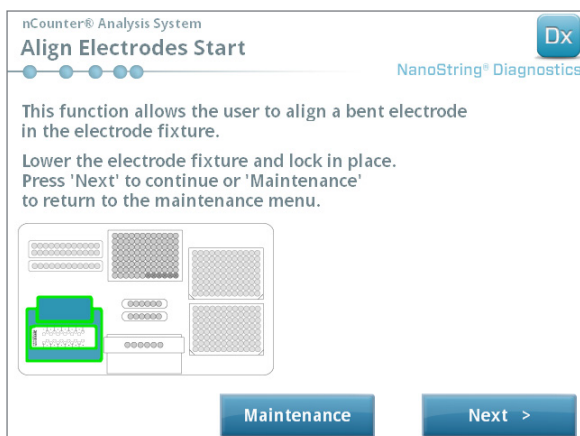 nCounter® Analysis System
Align Electrodes Start
Dx
NanoString® Diagnostics
This function allows the user to align a bent electrode
in the electrode fixture.
Lower the electrode fixture and lock in place.
Press 'Next' to continue or 'Maintenance'
to return to the maintenance menu.
Maintenance
Next >